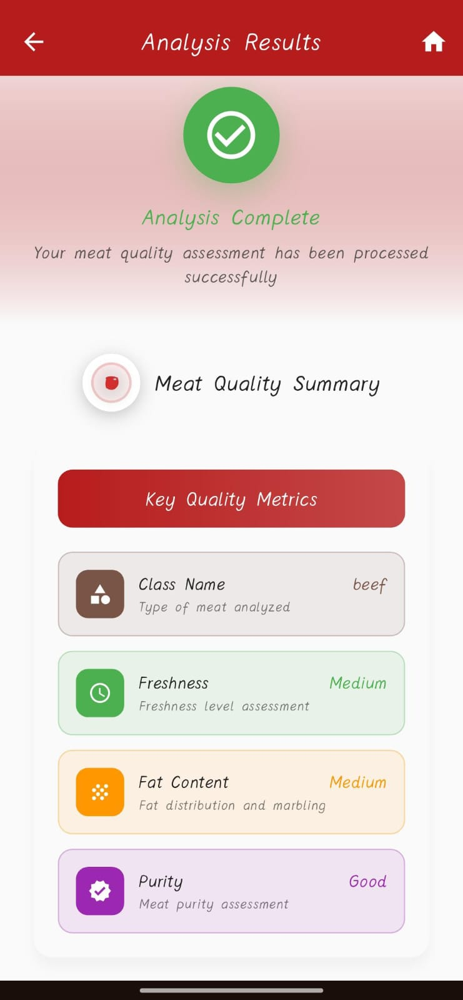 Analysis Results
Analysis Complete
Your meat quality assessment has been processed
successfully
Meat Quality Summary
Key Quality Metrics
Class Name
beef
Type of meat analyzed
Freshness
Medium
Freshness level assessment
Fat Content
Medium
Fat distribution and marbling
Purity
Good
Meat purity assessment